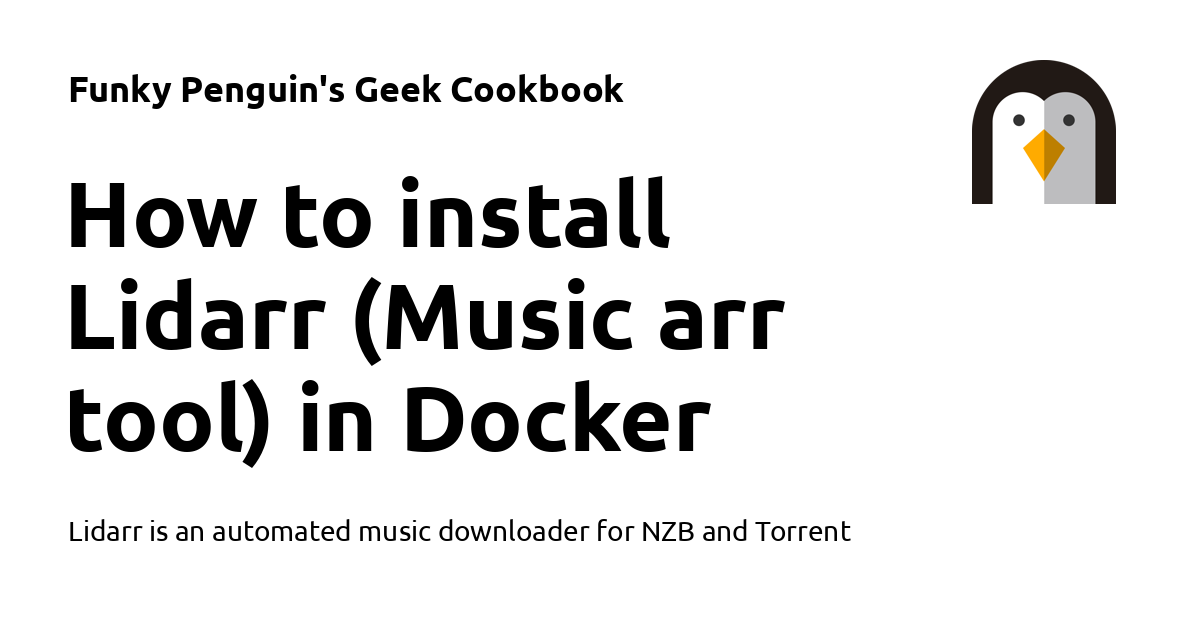 Funky Penguin's Geek Cookbook
How to install
Lidarr (Music arr
tool) in Docker
Lidarr is an automated music downloader for NZB and Torrent